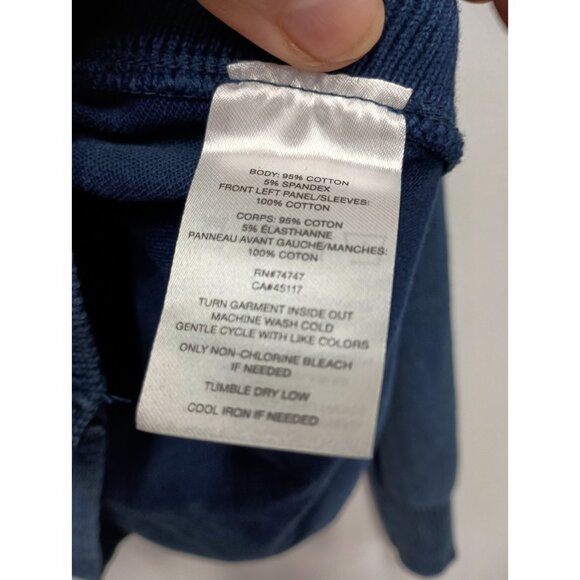 BODY: 95% COTTON
5% SPANDEX
FRONT LEFT PANEL/SLEEVES:
100% COTTON
CORPS: 95% COTON
5% ÉLASTHANNE
PANNEAU AVANT GAUCHE/MANCHES:
100% COTON
RN#74747
CA#45117
TURN GARMENT INSIDE OUT
MACHINE WASH COLD
GENTLE CYCLE WITH LIKE COLORS
ONLY NON-CHLORINE BLEACH
IF NEEDED
TUMBLE DRY LOW
COOL IRON IF NEEDED